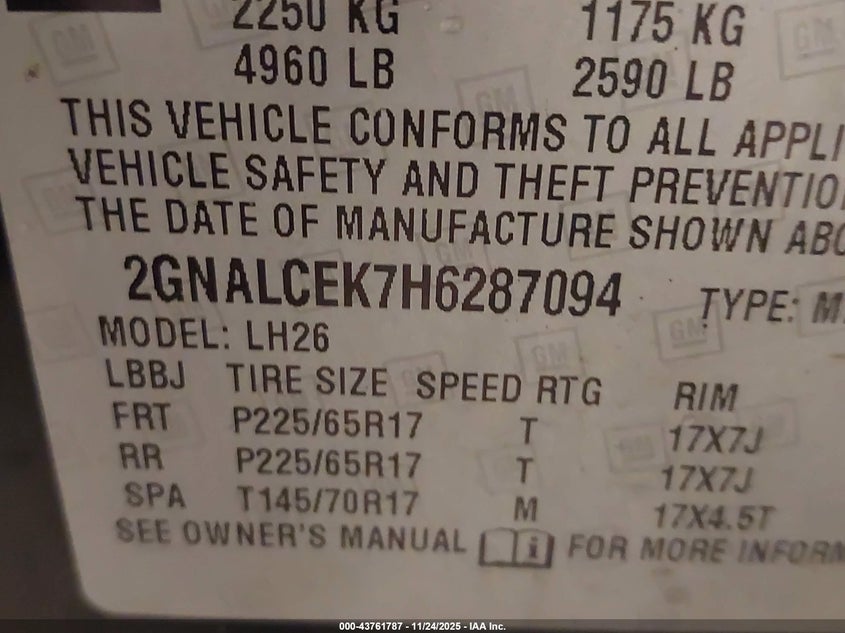 2250 KG 1175 KG
4960 LB 2590 LB
THIS VEHICLE CONFORMS TO ALL APPLI
VEHICLE SAFETY AND THEFT PREVENTIO
THE DATE OF MANUFACTURE SHOWN ABO
2GNALCEK7H6287094 TYPE: M
MODEL: LH26
LBBJ TIRE SIZE SPEED RTG RIM
FRT P225/65R17 T 17X7J
RR P225/65R17 T 17X7J
SPA T145/70R17 M 17X4.5T
SEE OWNER'S MANUAL i FOR MORE INFORM
000-43761787 - 11/24/2025 - IAA Inc.